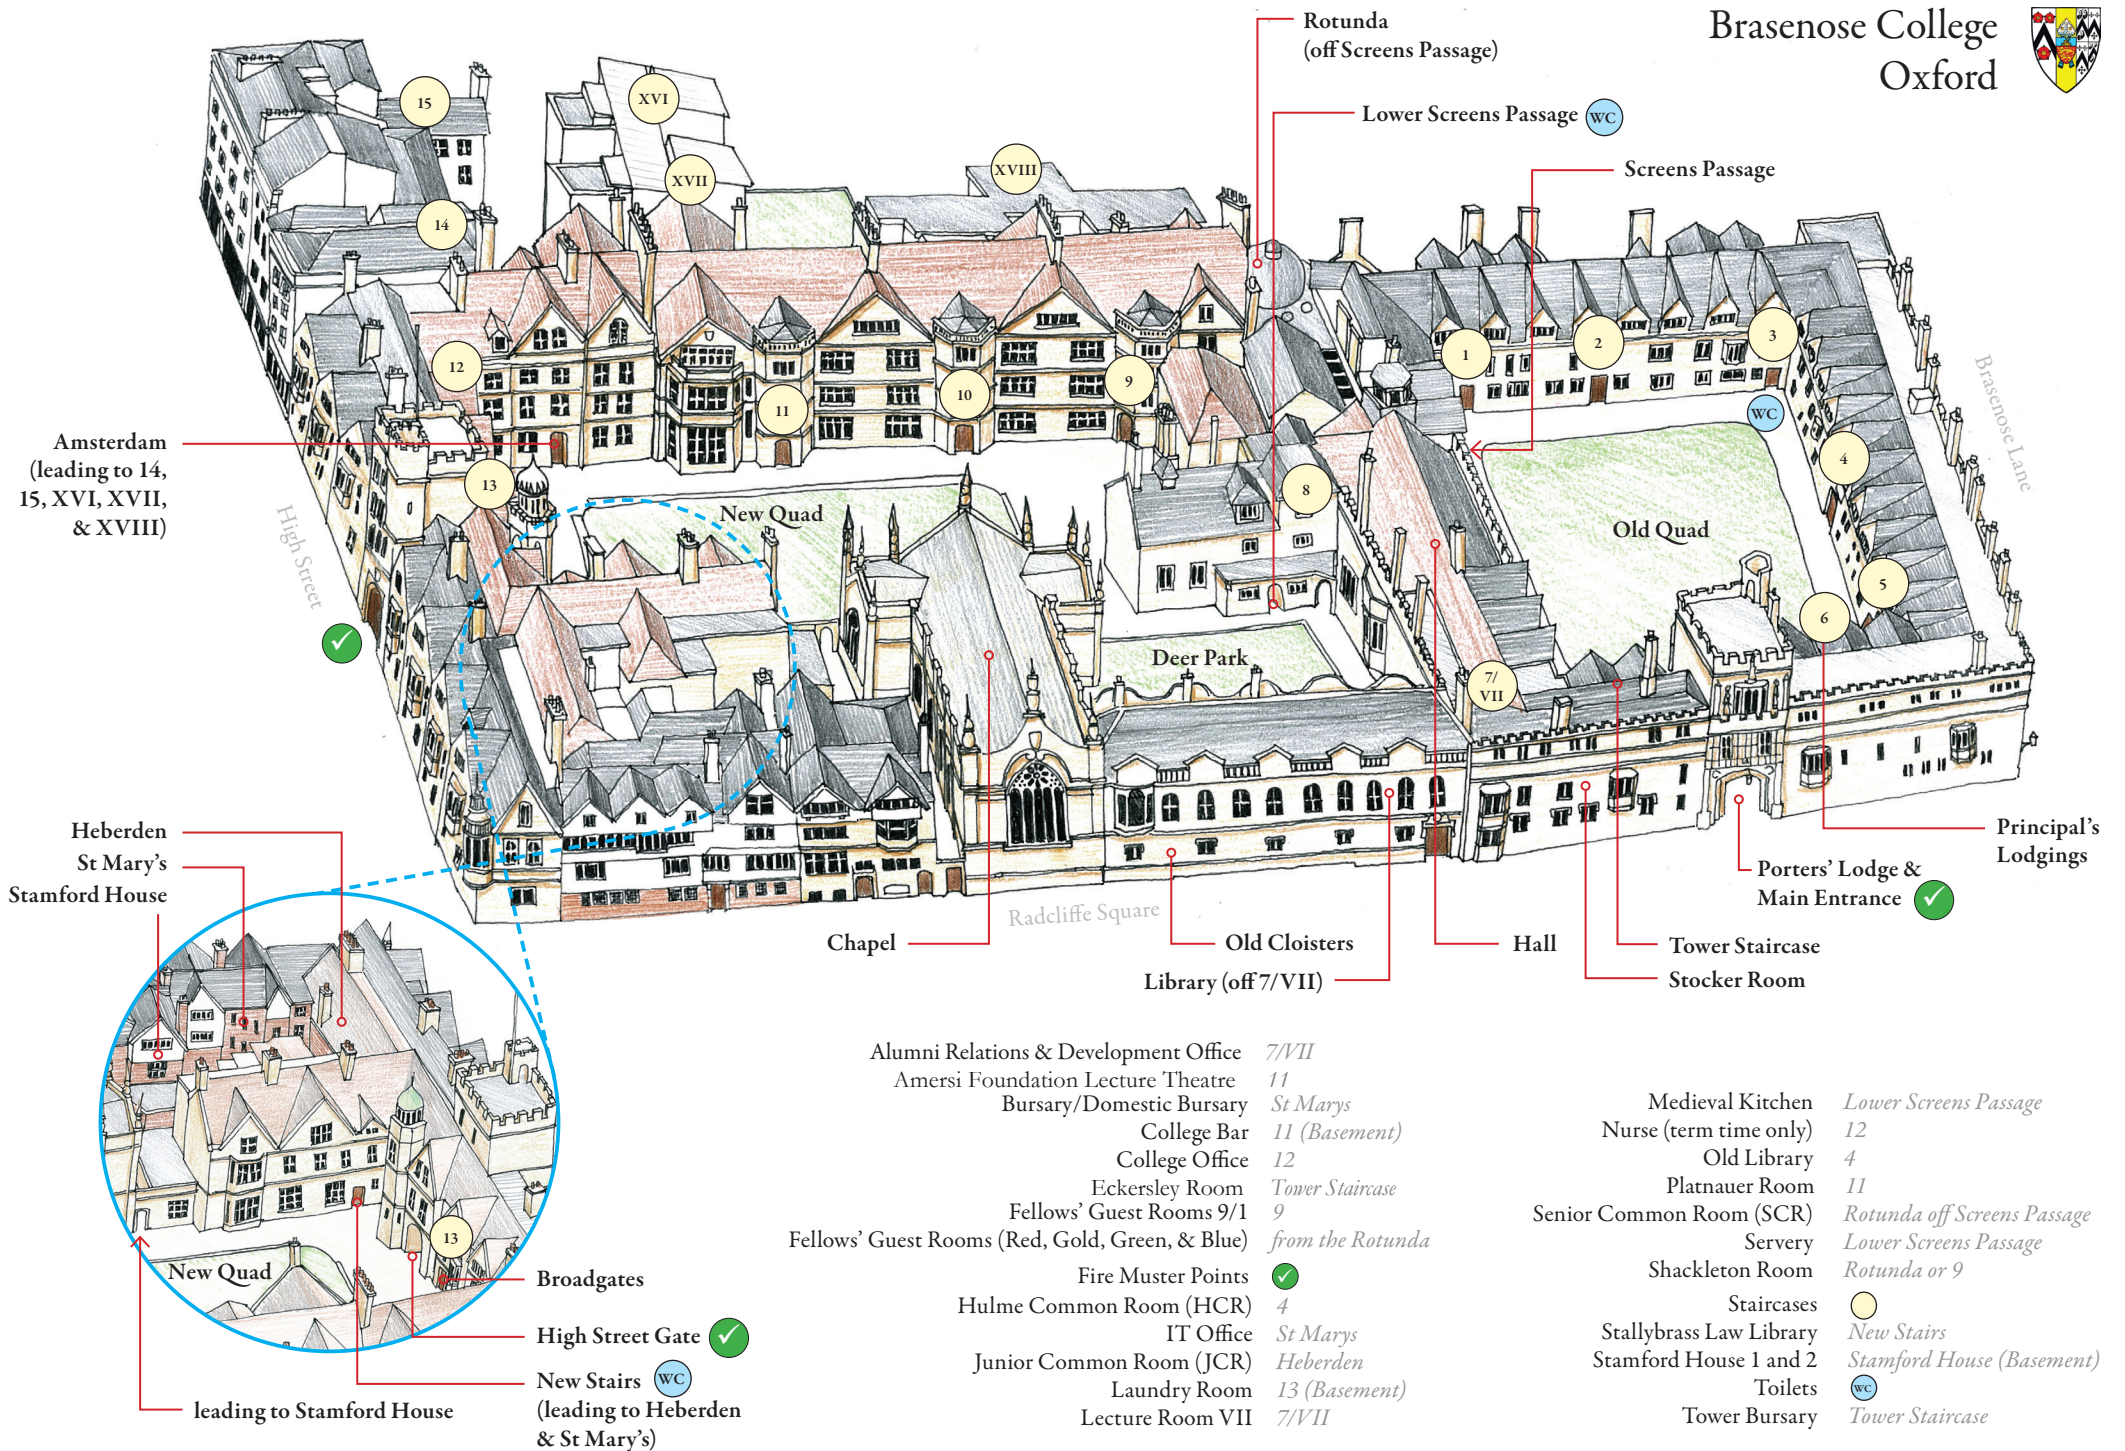 Brasenose College
Oxford
Rotunda
(off Screens Passage)
Lower Screens Passage
WC
Screens Passage
15
XVI
XVII
XVIII
14
12
11
10
9
1
2
3
WC
4
5
6
8
13
7/
VII
Amsterdam
(leading to 14,
15, XVI, XVII,
& XVIII)
High Street
New Quad
Old Quad
Deer Park
Brasenose Lane
Radcliffe Square
Heberden
St Mary's
Stamford House
Chapel
Old Cloisters
Library (off 7/VII)
Hall
Tower Staircase
Stocker Room
Porters' Lodge &
Main Entrance
Principal's
Lodgings
New Quad
13
Broadgates
High Street Gate
New Stairs
WC
(leading to Heberden
& St Mary's)
leading to Stamford House
Alumni Relations & Development Office 7/VII
Amersi Foundation Lecture Theatre 11
Bursary/Domestic Bursary St Marys
College Bar 11 (Basement)
College Office 12
Eckersley Room Tower Staircase
Fellows' Guest Rooms 9/1 9
Fellows' Guest Rooms (Red, Gold, Green, & Blue) from the Rotunda
Fire Muster Points
Hulme Common Room (HCR) 4
IT Office St Marys
Junior Common Room (JCR) Heberden
Laundry Room 13 (Basement)
Lecture Room VII 7/VII
Medieval Kitchen Lower Screens Passage
Nurse (term time only) 12
Old Library 4
Platnauer Room 11
Senior Common Room (SCR) Rotunda off Screens Passage
Servery Lower Screens Passage
Shackleton Room Rotunda or 9
Staircases
Stallybrass Law Library New Stairs
Stamford House 1 and 2 Stamford House (Basement)
Toilets WC
Tower Bursary Tower Staircase